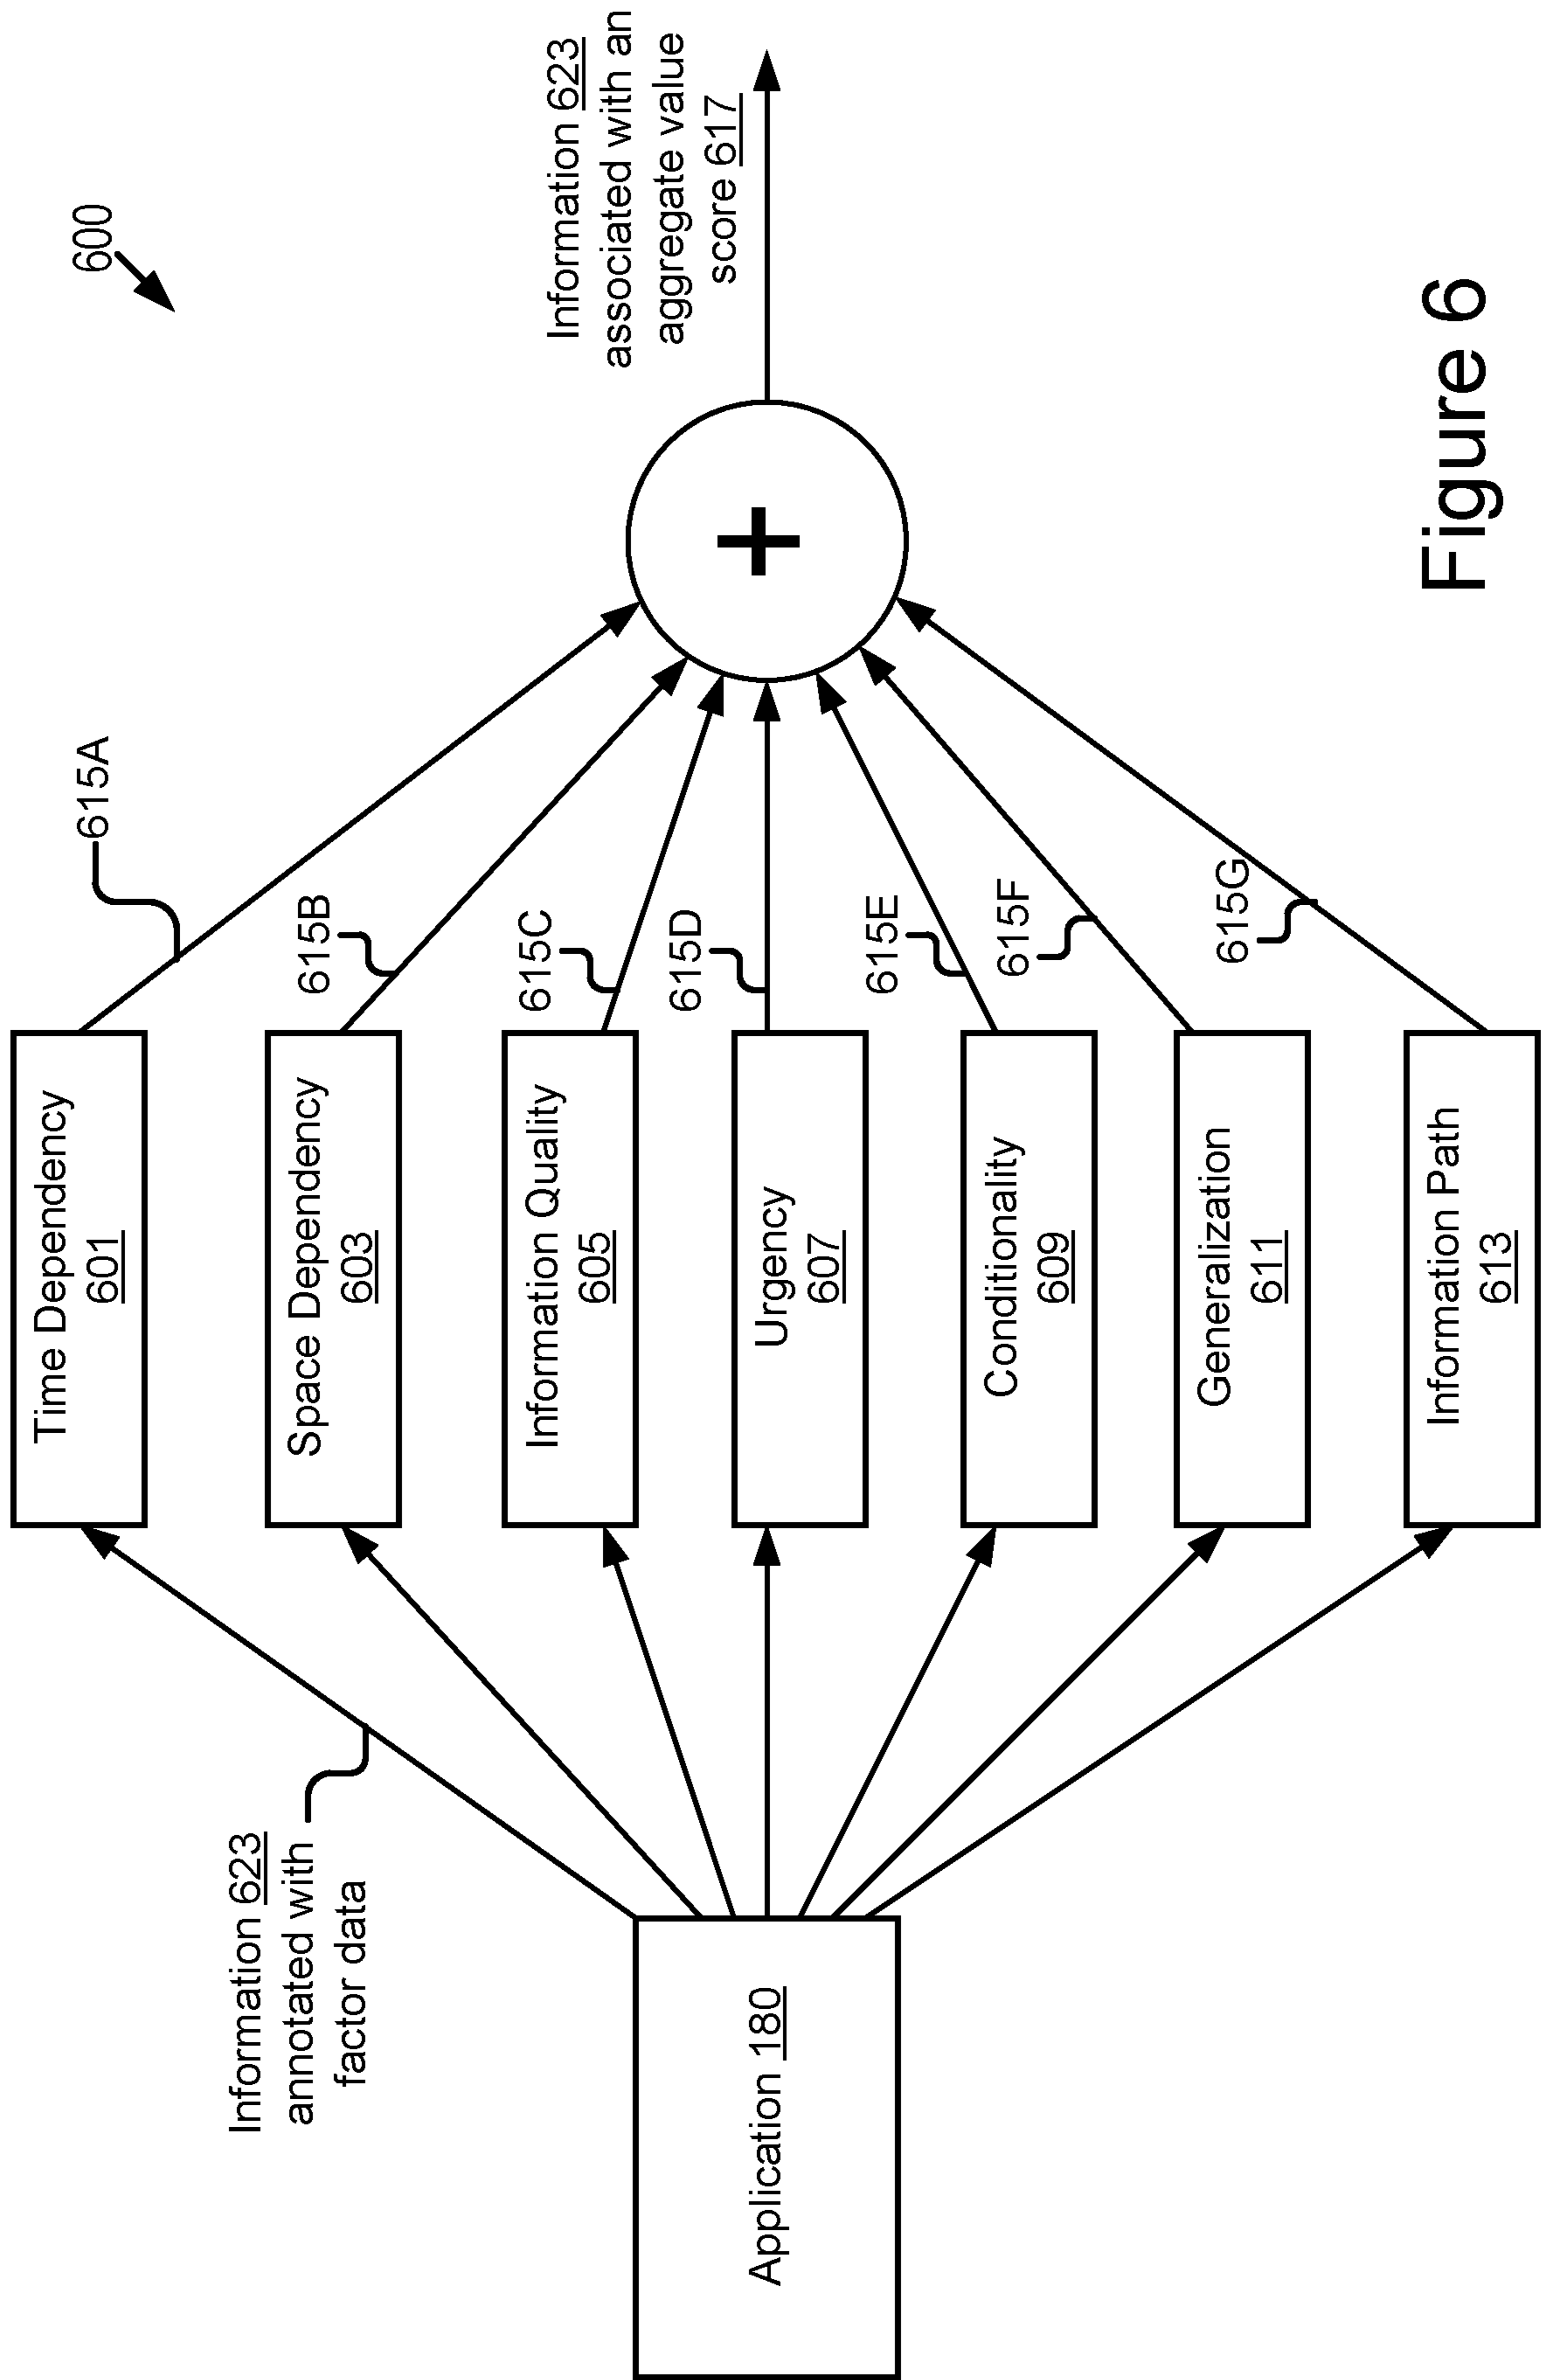 600
Information 623
annotated with
factor data
Application 180
Time Dependency
601
Space Dependency
603
Information Quality
605
Urgency
607
Conditionality
609
Generalization
611
Information Path
613
615A
615B
615C
615D
615E
615F
615G
+
Information 623
associated with an
aggregate value
score 617
Figure 6